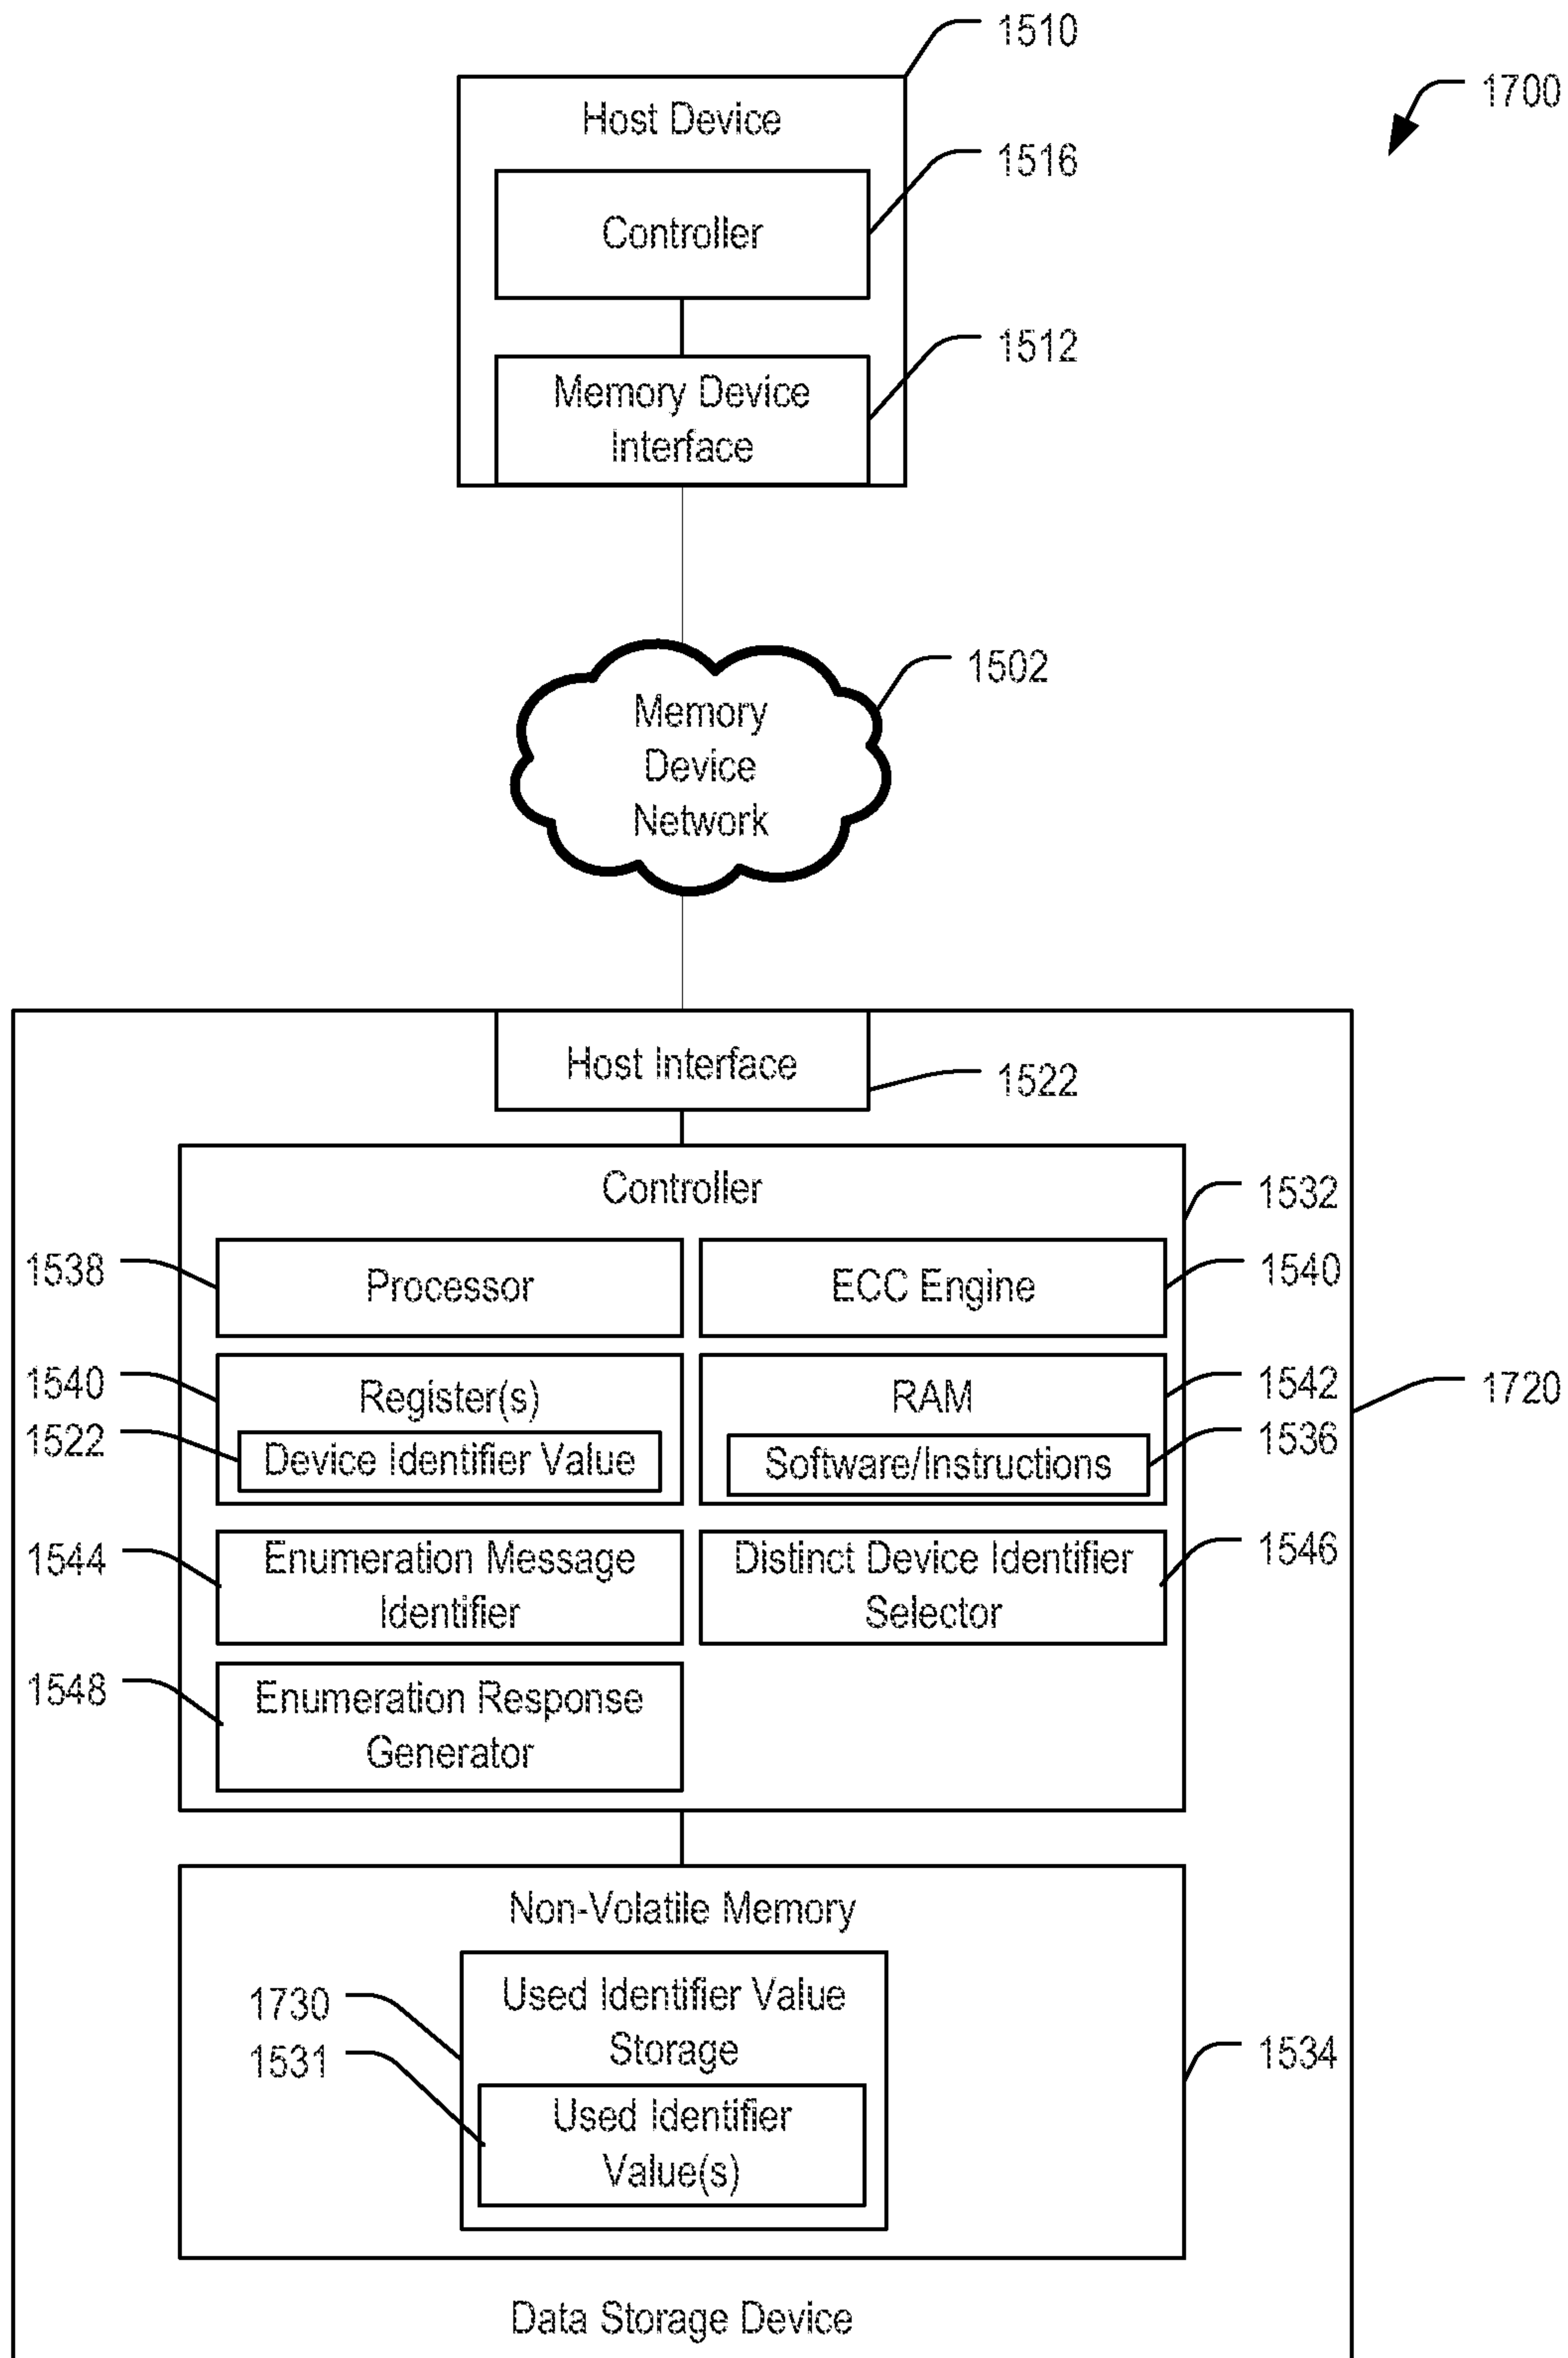 1510
1700
Host Device
1516
Controller
1512
Memory Device
Interface
1502
Memory
Device
Network
Host Interface
1522
Controller
1532
1538
Processor
ECC Engine
1540
1540
Register(s)
RAM
1542
1720
1522
Device Identifier Value
Software/Instructions
1536
1544
Enumeration Message
Identifier
Distinct Device Identifier
Selector
1546
1548
Enumeration Response
Generator
Non-Volatile Memory
1730
Used Identifier Value
Storage
1531
1534
Used Identifier
Value(s)
Data Storage Device